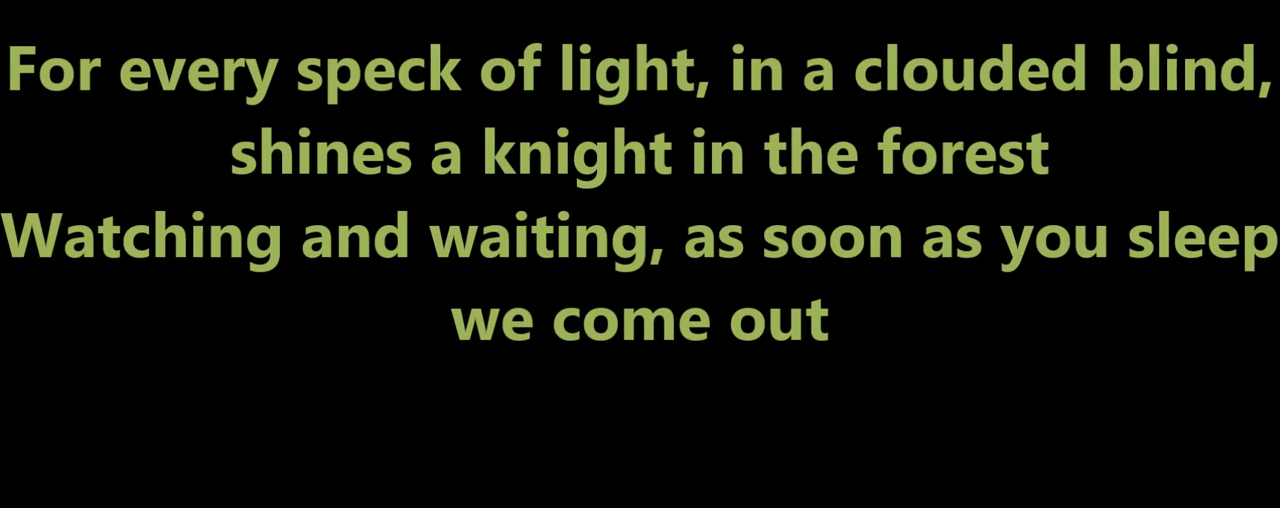 For every speck of light, in a clouded blind,
shines a knight in the forest
Watching and waiting, as soon as you sleep
we come out